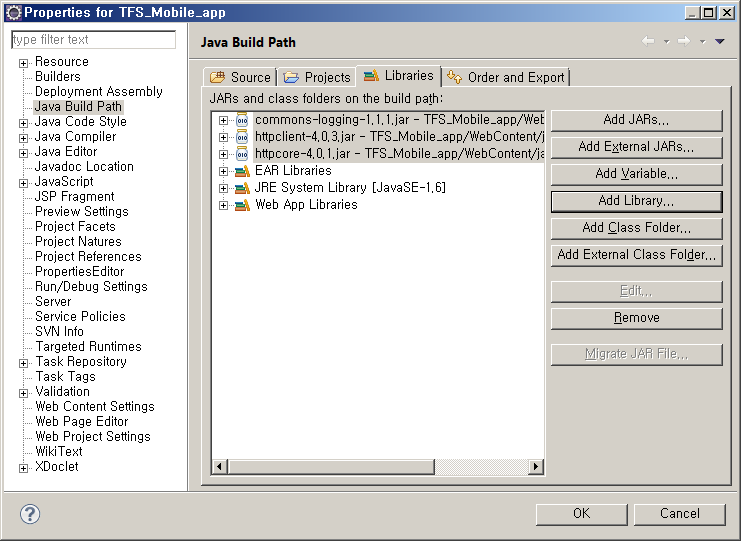 Properties for TFS_Mobile_app
type filter text
Resource
Builders
Deployment Assembly
Java Build Path
Java Code Style
Java Compiler
Java Editor
Javadoc Location
JavaScript
JSP Fragment
Preview Settings
Project Facets
Project Natures
Project References
PropertiesEditor
Run/Debug Settings
Server
Service Policies
SVN Info
Targeted Runtimes
Task Repository
Task Tags
Validation
Web Content Settings
Web Page Editor
Web Project Settings
WikiText
XDoclet
Java Build Path
Source
Projects
Libraries
Order and Export
JARs and class folders on the build path:
commons-logging-1,1,1,jar - TFS_Mobile_app/Web
httpclient-4,0,3,jar - TFS_Mobile_app/WebContent/
httpcore-4,0,1,jar - TFS_Mobile_app/WebContent/ja
EAR Libraries
JRE System Library [JavaSE-1,6]
Web App Libraries
Add JARs,,,
Add External JARs,,,
Add Variable,,,
Add Library,,,
Add Class Folder,,,
Add External Class Folder,,,
Edit,,,
Remove
Migrate JAR File,,,
OK
Cancel